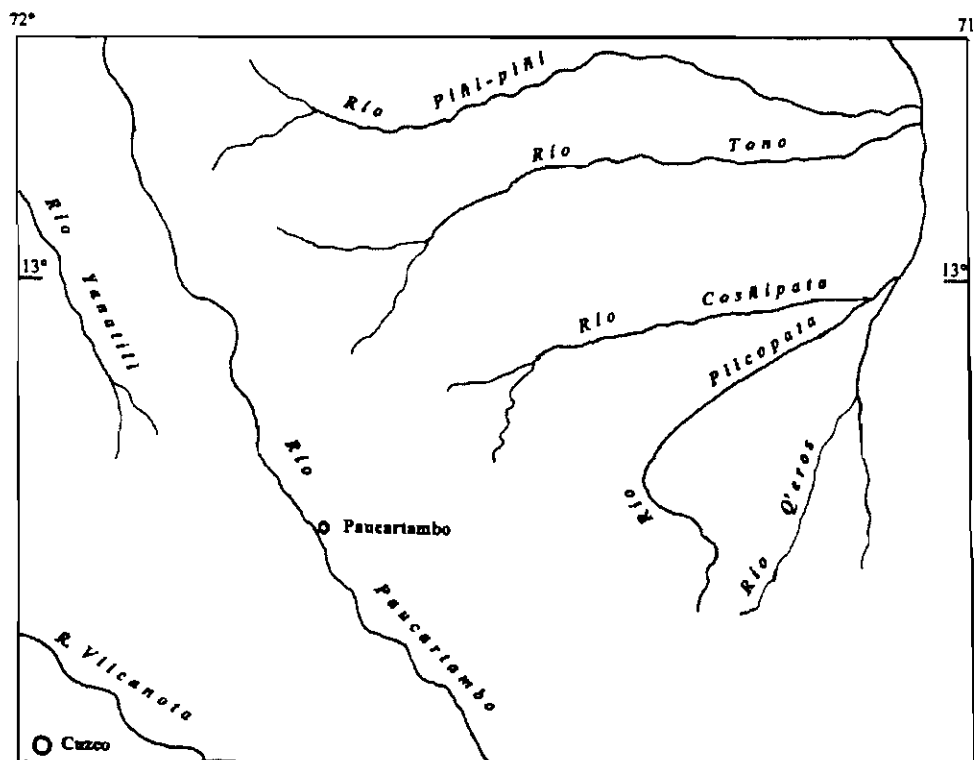 72°
71
Río Piñi-piñi
Río Tono
Río Yanatili
13°
13°
Río Cosñipata
Río Pilcopata
Río Q'eros
Río Paucartambo
Paucartambo
R. Vilcanota
Cuzco